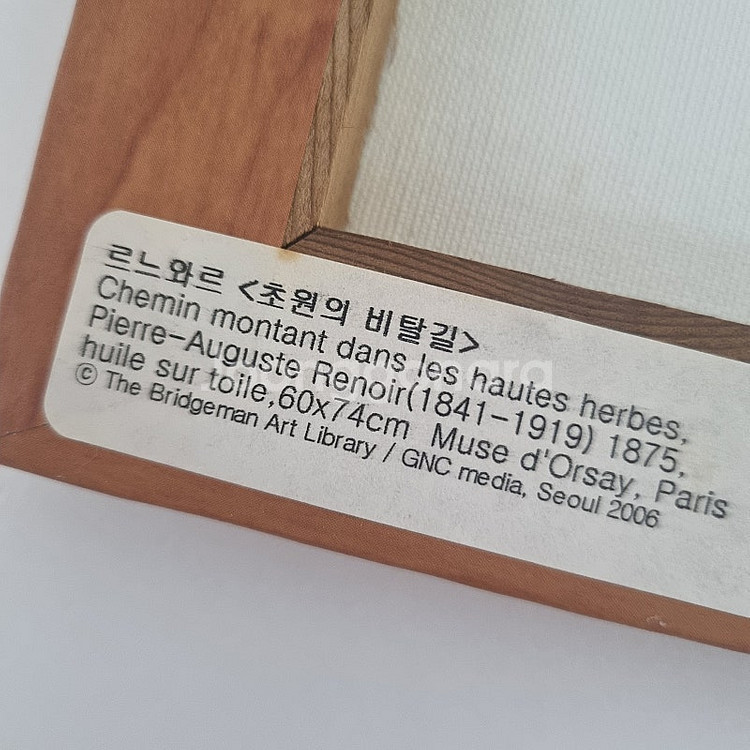 르느와르 <초원의 비탈길>
Chemin montant dans les hautes herbes,
Pierre-Auguste Renoir(1841-1919) 1875,
huile sur toile,60x74cm Muse d'Orsay, Paris
© The Bridgeman Art Library / GNC media, Seoul 2006